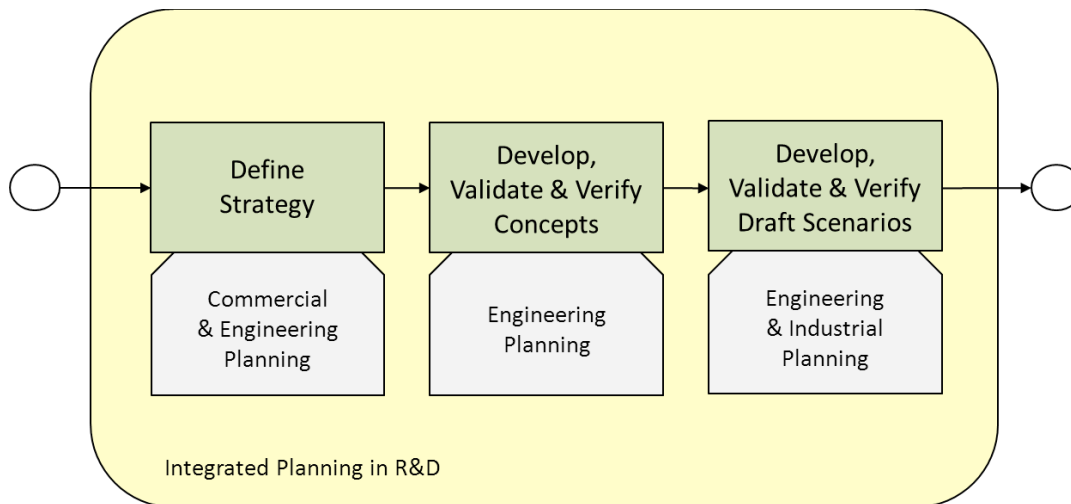 Define
Strategy
Develop,
Validate & Verify
Concepts
Develop,
Validate & Verify
Draft Scenarios
Commercial
& Engineering
Planning
Engineering
Planning
Engineering
& Industrial
Planning
Integrated Planning in R&D